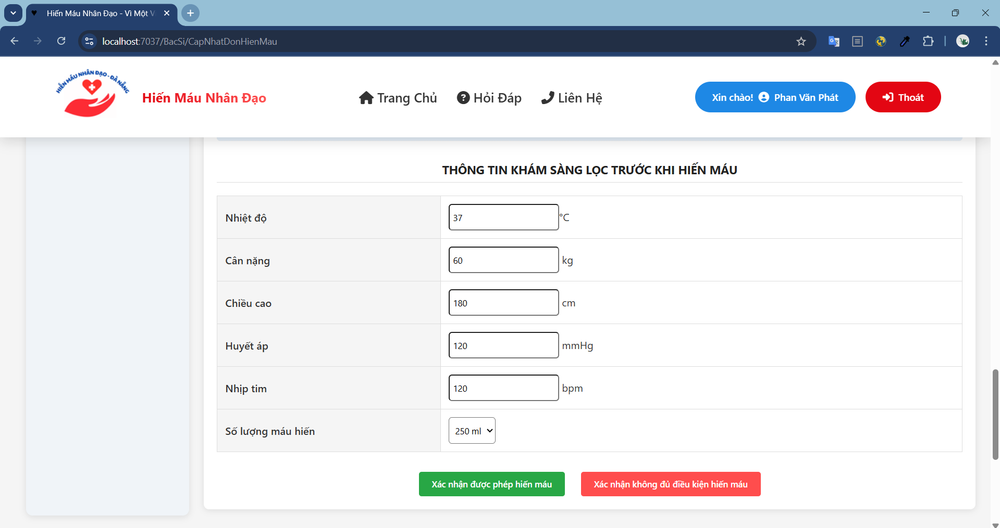 Hiến Máu Nhân Đạo - Vì Một V
localhost:7037/BacSi/CapNhatDonHienMau
HIẾN MÁU NHÂN ĐẠO - ĐÀ NẴNG
Hiến Máu Nhân Đạo
Trang Chủ
Hỏi Đáp
Liên Hệ
Xin chào! Phan Văn Phát
Thoát
THÔNG TIN KHÁM SÀNG LỌC TRƯỚC KHI HIẾN MÁU
Nhiệt độ 37 °C
Cân nặng 60 kg
Chiều cao 180 cm
Huyết áp 120 mmHg
Nhịp tim 120 bpm
Số lượng máu hiến 250 ml
Xác nhận được phép hiến máu
Xác nhận không đủ điều kiện hiến máu